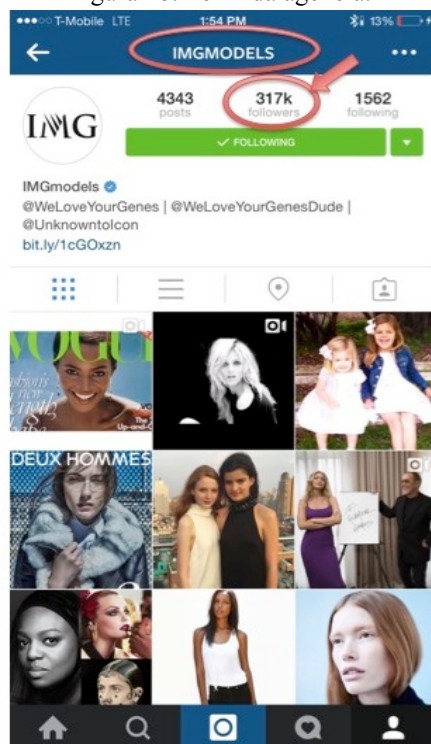 T-Mobile LTE 1:54 PM 13%
IMGMODELS
IMG
4343 317k 1562
posts followers following
FOLLOWING
IMGmodels
@WeLoveYourGenes | @WeLoveYourGenesDude |
@UnknowntoIcon
bit.ly/1cGOxzn
VOGUE
DEUX HOMMES